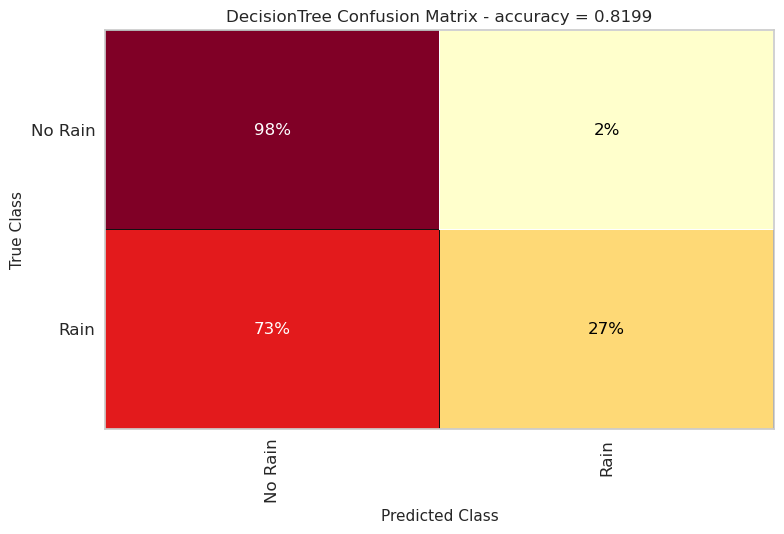 DecisionTree Confusion Matrix - accuracy = 0.8199
True Class
No Rain
98%
2%
Rain
73%
27%
No Rain
Rain
Predicted Class